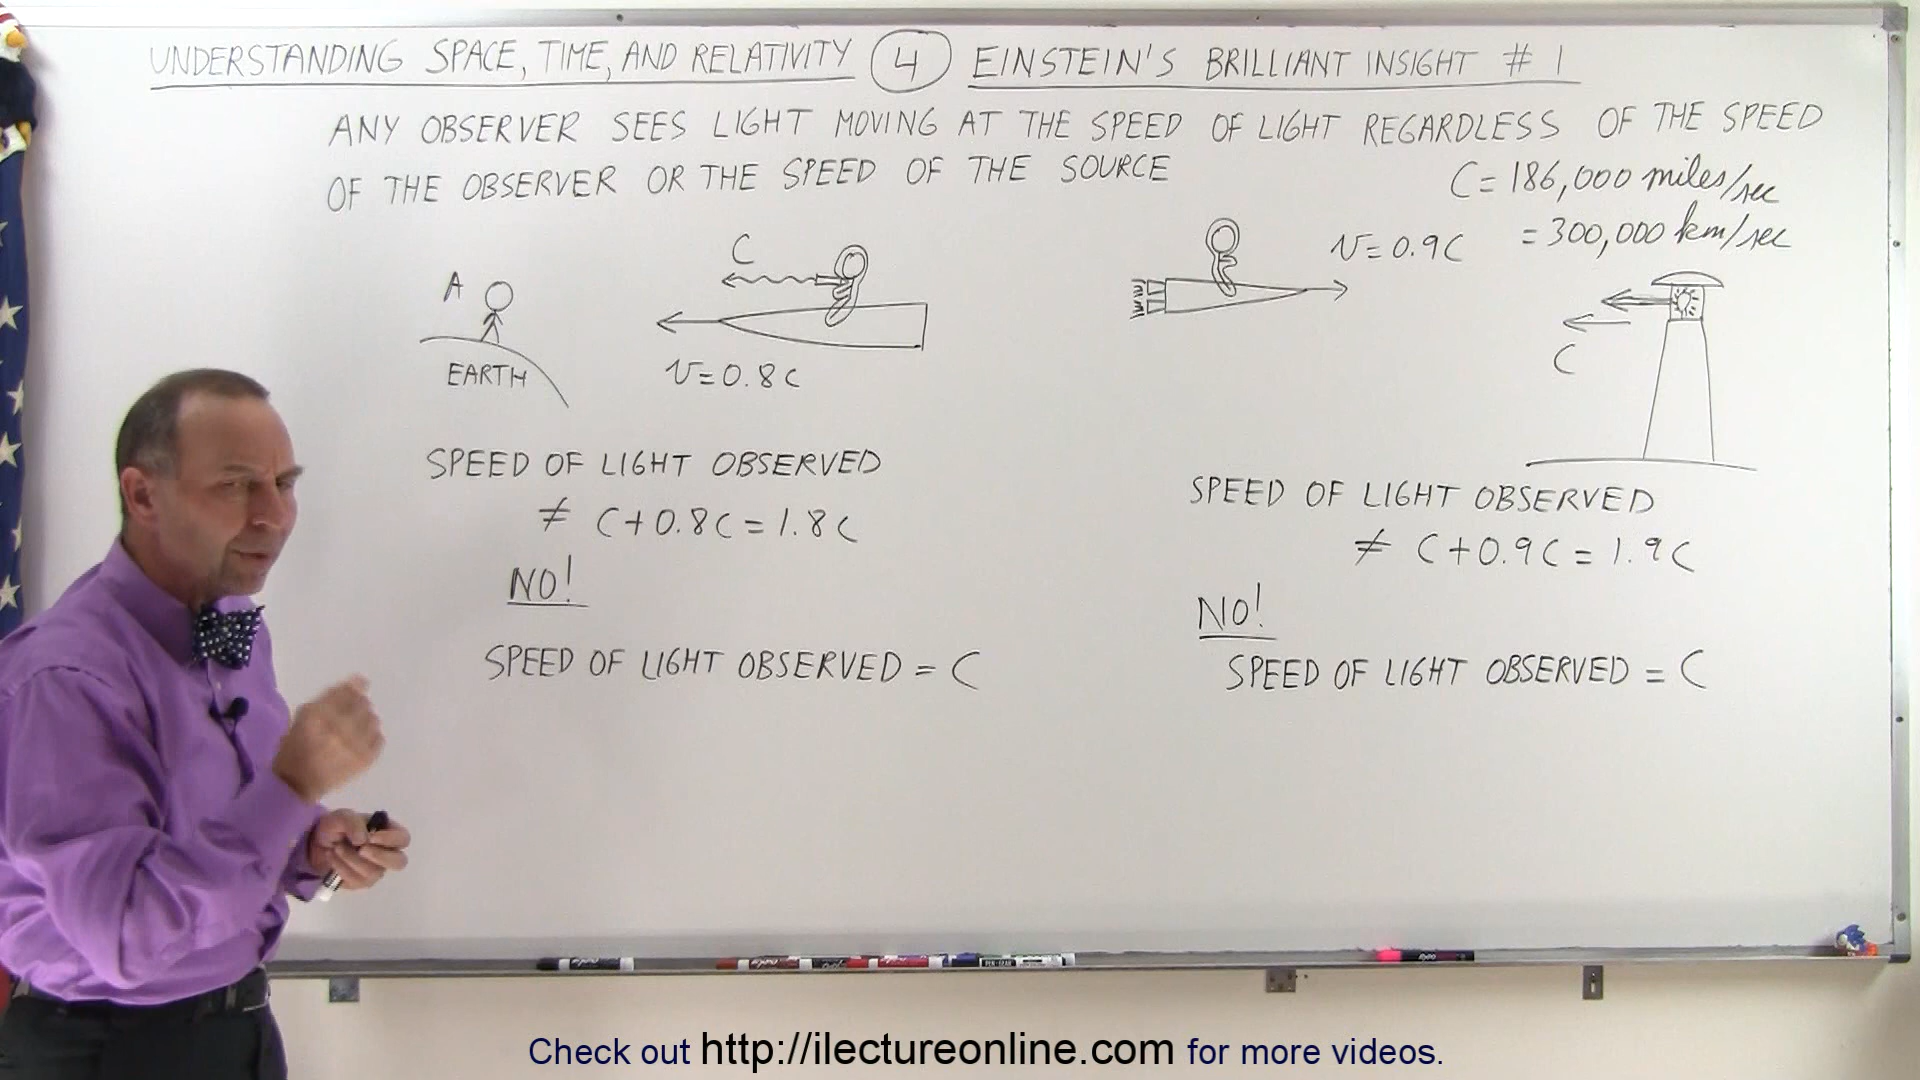 UNDERSTANDING SPACE, TIME, AND RELATIVITY 4 EINSTEIN'S BRILLIANT INSIGHT # 1
ANY OBSERVER SEES LIGHT MOVING AT THE SPEED OF LIGHT REGARDLESS OF THE SPEED
OF THE OBSERVER OR THE SPEED OF THE SOURCE
C = 186,000 miles/sec
= 300,000 km/sec
A
EARTH
C
v = 0.8C
SPEED OF LIGHT OBSERVED
≠ C + 0.8C = 1.8C
NO!
SPEED OF LIGHT OBSERVED = C
v = 0.9C
C
SPEED OF LIGHT OBSERVED
≠ C + 0.9C = 1.9C
NO!
SPEED OF LIGHT OBSERVED = C
Check out http://ilectureonline.com for more videos.